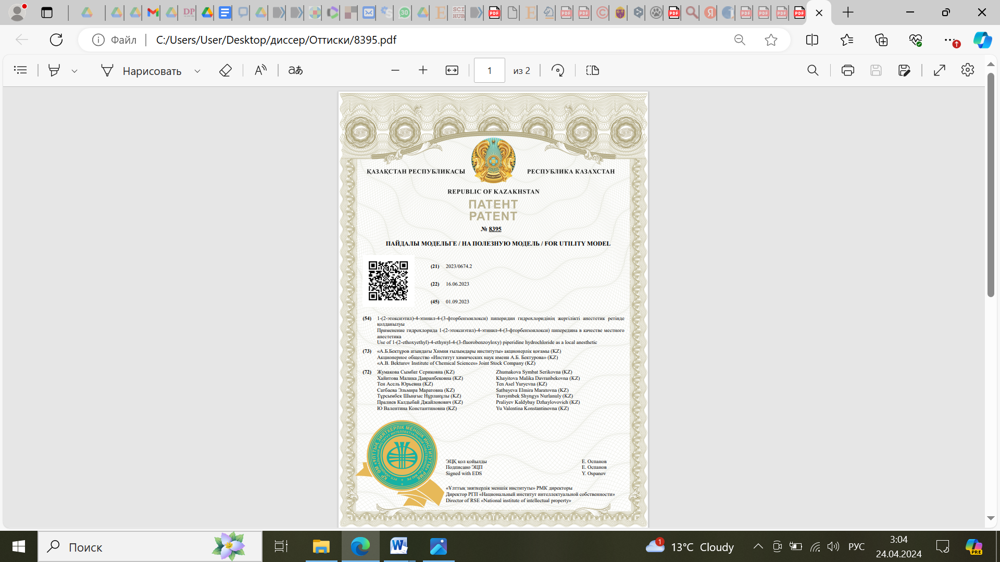 Файл
C:/Users/User/Desktop/диссер/Оттиски/8395.pdf
Нарисовать
1
из 2
ҚАЗАҚСТАН РЕСПУБЛИКАСЫ
РЕСПУБЛИКА КАЗАХСТАН
REPUBLIC OF KAZAKHSTAN
ПАТЕНТ
PATENT
№ 8395
ПАЙДАЛЫ МОДЕЛЬГЕ / НА ПОЛЕЗНУЮ МОДЕЛЬ / FOR UTILITY MODEL
(21) 2023/0674.2
(22) 16.06.2023
(45) 01.09.2023
(54) 1-(2-этоксиэтил)-4-этинил-4-(3-фторбензоилокси) пиперидин гидрохлоридінің жергілікті анестетик ретінде
қолданылуы
Применение гидрохлорида 1-(2-этоксиэтил)-4-этинил-4-(3-фторбензоилокси) пипередина в качестве местного
анестетика
Use of 1-(2-ethoxyethyl)-4-ethynyl-4-(3-fluorobenzoyloxy) piperidine hydrochloride as a local anesthetic
(73) «А.Б.Бектұров атындағы Химия ғылымдары институты» акционерлік қоғамы (KZ)
Акционерное общество «Институт химических наук имени А.Б. Бектурова» (KZ)
«A.B. Bekturov Institute of Chemical Sciences» Joint Stock Company (KZ)
(72) Жумакова Сымбат Сериковна (KZ) Zhumakova Symbat Serikovna (KZ)
Хайитова Малика Давранбековна (KZ) Khayitova Malika Davranbekovna (KZ)
Тен Асель Юрьевна (KZ) Ten Asel Yuryevna (KZ)
Сатбаева Эльмира Маратовна (KZ) Satbayeva Elmira Maratovna (KZ)
Тұрсымбек Шыңғыс Нұрланұлы (KZ) Tursymbek Shyngys Nurlanuly (KZ)
Пралиев Калдыбай Джайловович (KZ) Praliyev Kaldybay Dzhaylovovich (KZ)
Ю Валентина Константиновна (KZ) Yu Valentina Konstantinovna (KZ)
ЭЦҚ қол қойылды Е. Оспанов
Подписано ЭЦП Е. Оспанов
Signed with EDS Y. Ospanov
«Ұлттық зияткерлік меншік институты» РМК директоры
Директор РГП «Национальный институт интеллектуальной собственности»
Director of RSE «National institute of intellectual property»
Поиск
13°C Cloudy
РУС
3:04
24.04.2024